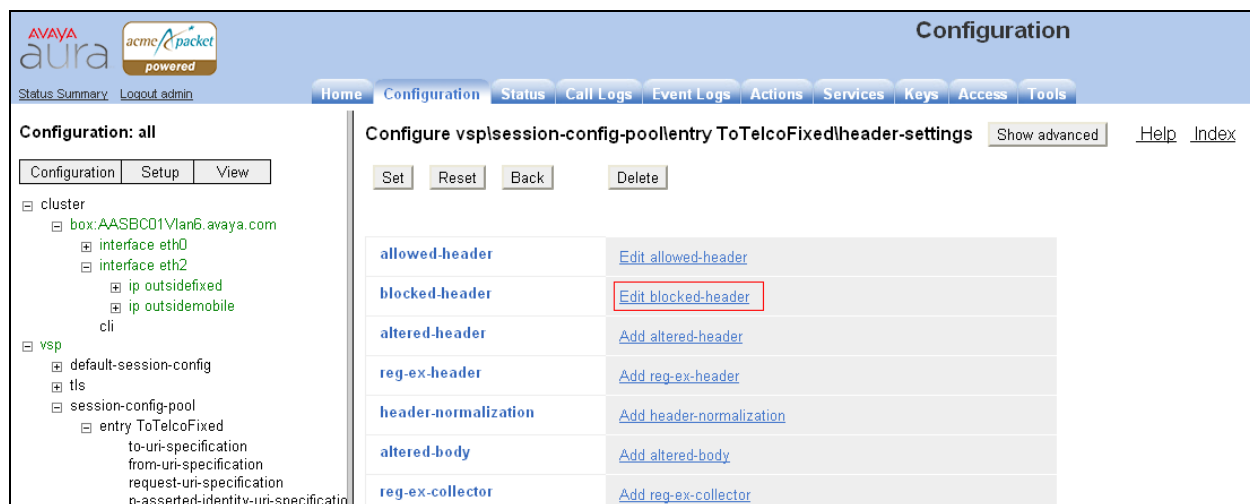 AVAYA
aura
acme packet
powered
Configuration
Status Summary Logout admin
Home Configuration Status Call Logs Event Logs Actions Services Keys Access Tools
Configuration: all
Configuration Setup View
cluster
box:AASBC01Vlan6.avaya.com
interface eth0
interface eth2
ip outsidefixed
ip outsidemobile
cli
vsp
default-session-config
tls
session-config-pool
entry ToTelcoFixed
to-uri-specification
from-uri-specification
request-uri-specification
p-asserted-identity-uri-specificatio
Configure vsp\session-config-pool\entry ToTelcoFixed\header-settings Show advanced Help Index
Set Reset Back Delete
allowed-header Edit allowed-header
blocked-header Edit blocked-header
altered-header Add altered-header
reg-ex-header Add reg-ex-header
header-normalization Add header-normalization
altered-body Add altered-body
reg-ex-collector Add reg-ex-collector